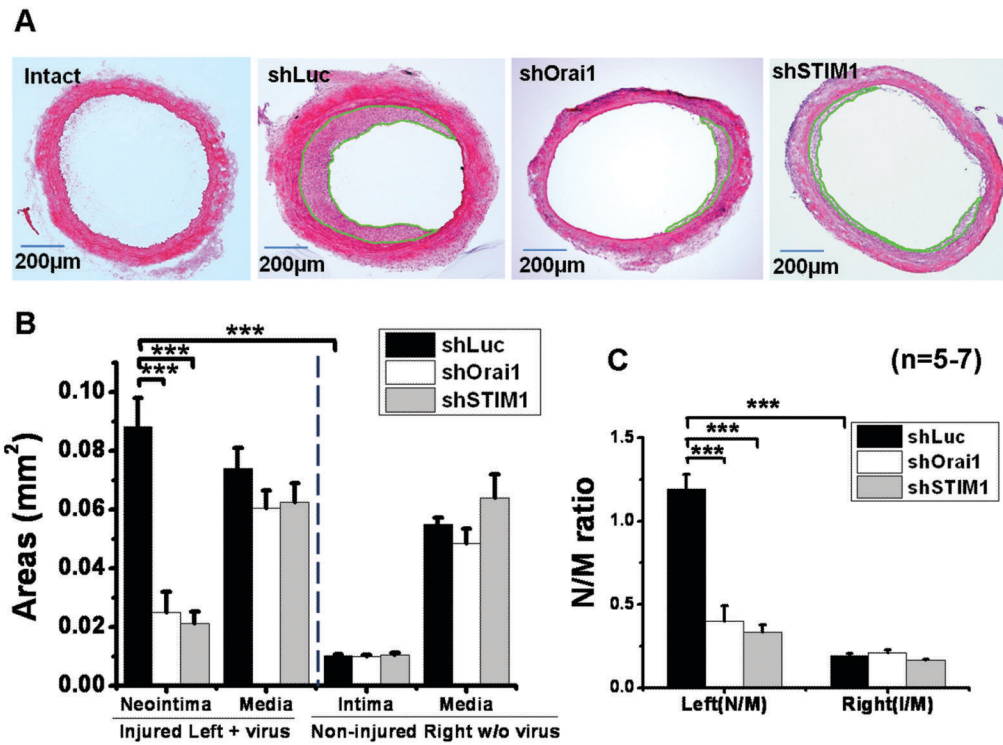 A
Intact
shLuc
shOrai1
shSTIM1
200µm
200µm
200µm
200µm
B
***
***
***
shLuc
shOrai1
shSTIM1
Areas (mm²)
0.10
0.08
0.06
0.04
0.02
0.00
Neointima
Media
Intima
Media
Injured Left + virus
Non-injured Right w/o virus
C
(n=5-7)
***
***
***
shLuc
shOrai1
shSTIM1
N/M ratio
1.5
1.0
0.5
0.0
Left(N/M)
Right(I/M)